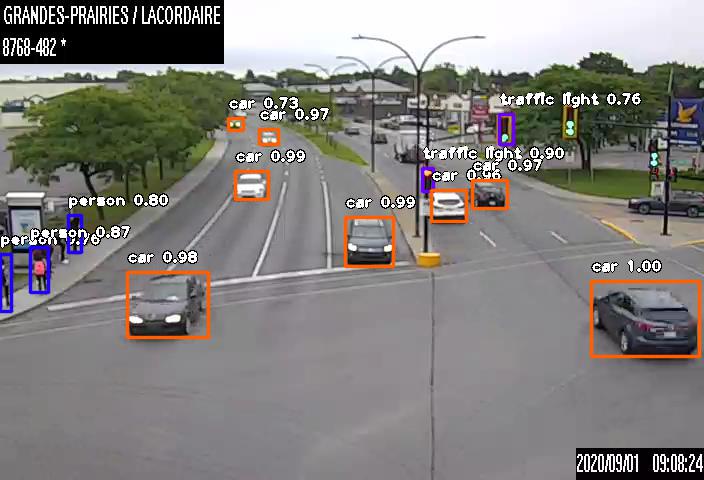 GRANDES-PRAIRIES / LACORDAIRE
8768-482 *
car 0.73
car 0.97
traffic light 0.76
car 0.99
traffic light 0.90
car 0.97
car 0.96
person 0.80
car 0.99
person 0.87
car 0.98
car 1.00
2020/09/01 09:08:24